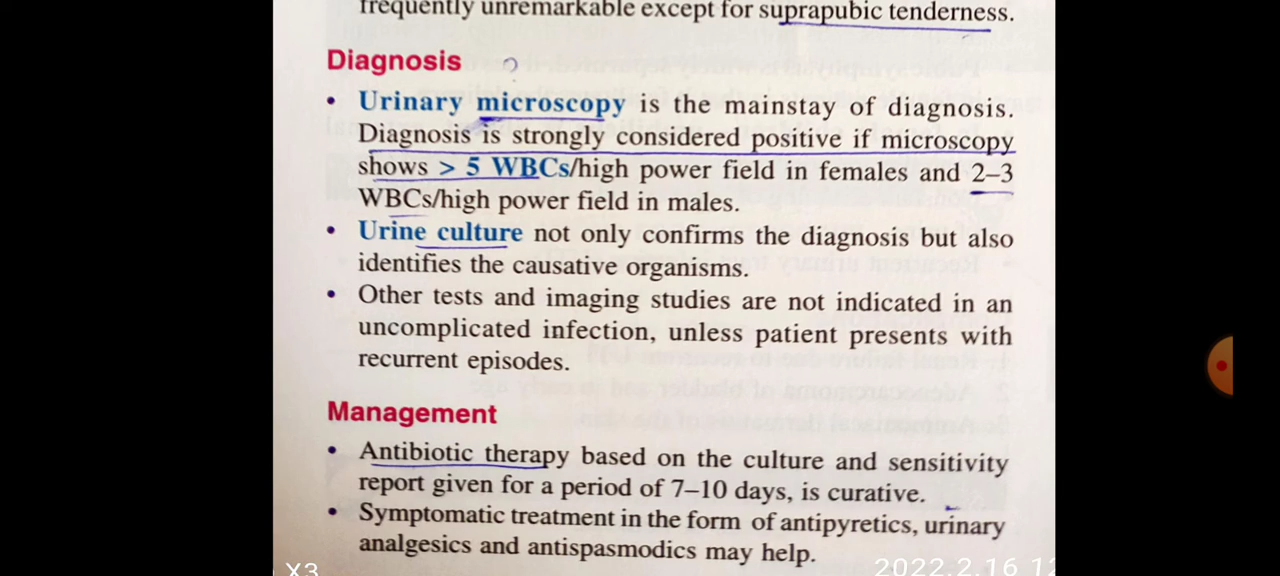 frequently unremarkable except for suprapubic tenderness.
Diagnosis
• Urinary microscopy is the mainstay of diagnosis.
Diagnosis is strongly considered positive if microscopy
shows > 5 WBCs/high power field in females and 2–3
WBCs/high power field in males.
• Urine culture not only confirms the diagnosis but also
identifies the causative organisms.
• Other tests and imaging studies are not indicated in an
uncomplicated infection, unless patient presents with
recurrent episodes.
Management
• Antibiotic therapy based on the culture and sensitivity
report given for a period of 7–10 days, is curative.
• Symptomatic treatment in the form of antipyretics, urinary
analgesics and antispasmodics may help.
X3 2022.2.16 12